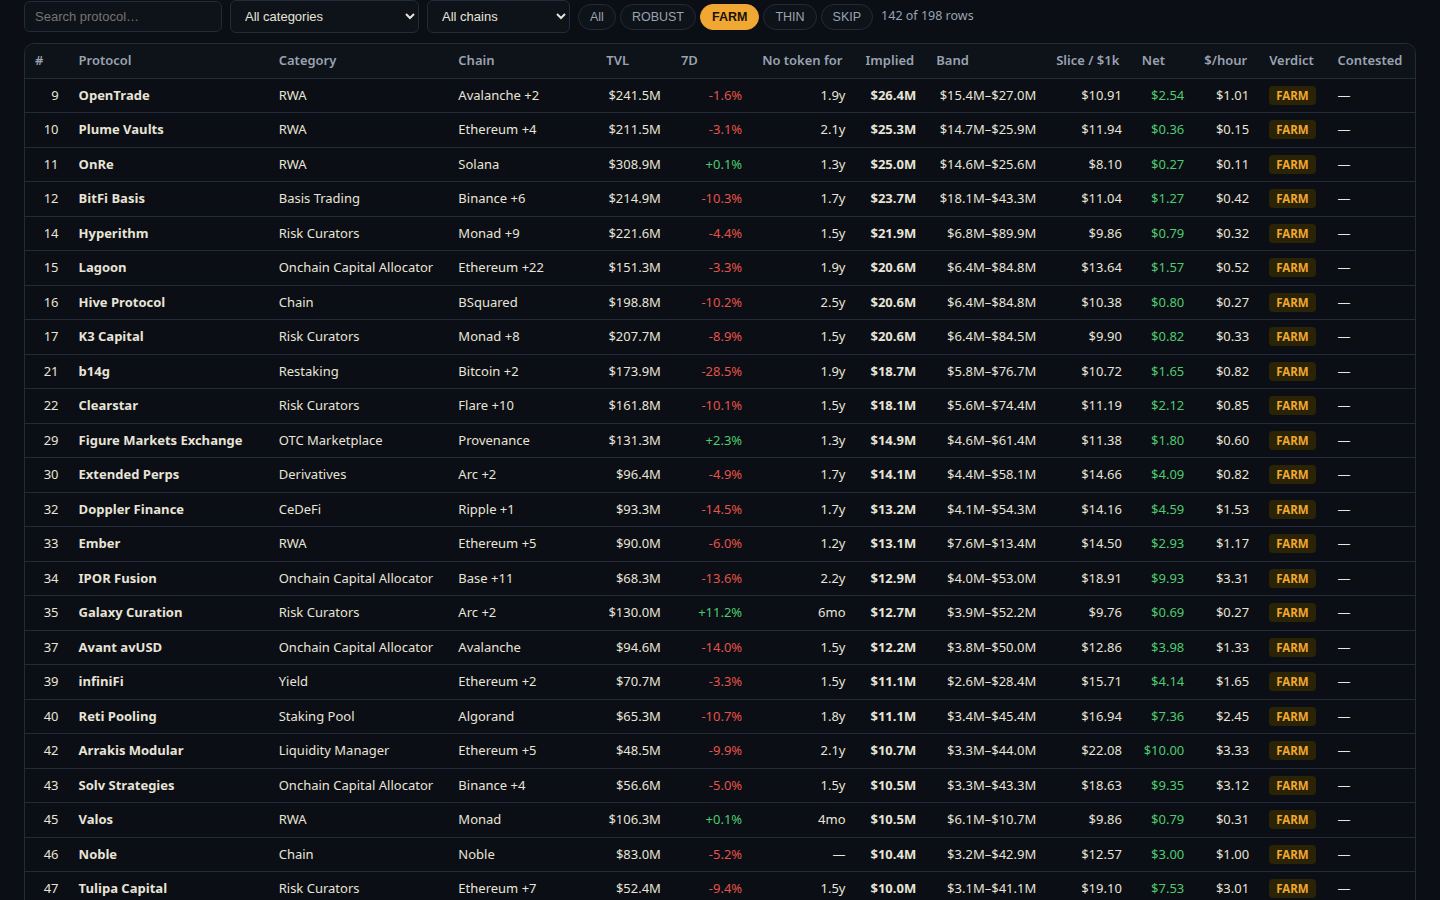 Search protocol… All categories All chains All ROBUST FARM THIN SKIP 142 of 198 rows
# Protocol Category Chain TVL 7D No token for Implied Band Slice / $1k Net $/hour Verdict Contested
9 OpenTrade RWA Avalanche +2 $241.5M -1.6% 1.9y $26.4M $15.4M–$27.0M $10.91 $2.54 $1.01 FARM —
10 Plume Vaults RWA Ethereum +4 $211.5M -3.1% 2.1y $25.3M $14.7M–$25.9M $11.94 $0.36 $0.15 FARM —
11 OnRe RWA Solana $308.9M +0.1% 1.3y $25.0M $14.6M–$25.6M $8.10 $0.27 $0.11 FARM —
12 BitFi Basis Basis Trading Binance +6 $214.9M -10.3% 1.7y $23.7M $18.1M–$43.3M $11.04 $1.27 $0.42 FARM —
14 Hyperithm Risk Curators Monad +9 $221.6M -4.4% 1.5y $21.9M $6.8M–$89.9M $9.86 $0.79 $0.32 FARM —
15 Lagoon Onchain Capital Allocator Ethereum +22 $151.3M -3.3% 1.9y $20.6M $6.4M–$84.8M $13.64 $1.57 $0.52 FARM —
16 Hive Protocol Chain BSquared $198.8M -10.2% 2.5y $20.6M $6.4M–$84.8M $10.38 $0.80 $0.27 FARM —
17 K3 Capital Risk Curators Monad +8 $207.7M -8.9% 1.5y $20.6M $6.4M–$84.5M $9.90 $0.82 $0.33 FARM —
21 b14g Restaking Bitcoin +2 $173.9M -28.5% 1.9y $18.7M $5.8M–$76.7M $10.72 $1.65 $0.82 FARM —
22 Clearstar Risk Curators Flare +10 $161.8M -10.1% 1.5y $18.1M $5.6M–$74.4M $11.19 $2.12 $0.85 FARM —
29 Figure Markets Exchange OTC Marketplace Provenance $131.3M +2.3% 1.3y $14.9M $4.6M–$61.4M $11.38 $1.80 $0.60 FARM —
30 Extended Perps Derivatives Arc +2 $96.4M -4.9% 1.7y $14.1M $4.4M–$58.1M $14.66 $4.09 $0.82 FARM —
32 Doppler Finance CeDeFi Ripple +1 $93.3M -14.5% 1.7y $13.2M $4.1M–$54.3M $14.16 $4.59 $1.53 FARM —
33 Ember RWA Ethereum +5 $90.0M -6.0% 1.2y $13.1M $7.6M–$13.4M $14.50 $2.93 $1.17 FARM —
34 IPOR Fusion Onchain Capital Allocator Base +11 $68.3M -13.6% 2.2y $12.9M $4.0M–$53.0M $18.91 $9.93 $3.31 FARM —
35 Galaxy Curation Risk Curators Arc +2 $130.0M +11.2% 6mo $12.7M $3.9M–$52.2M $9.76 $0.69 $0.27 FARM —
37 Avant avUSD Onchain Capital Allocator Avalanche $94.6M -14.0% 1.5y $12.2M $3.8M–$50.0M $12.86 $3.98 $1.33 FARM —
39 infiniFi Yield Ethereum +2 $70.7M -3.3% 1.5y $11.1M $2.6M–$28.4M $15.71 $4.14 $1.65 FARM —
40 Reti Pooling Staking Pool Algorand $65.3M -10.7% 1.8y $11.1M $3.4M–$45.4M $16.94 $7.36 $2.45 FARM —
42 Arrakis Modular Liquidity Manager Ethereum +5 $48.5M -9.9% 2.1y $10.7M $3.3M–$44.0M $22.08 $10.00 $3.33 FARM —
43 Solv Strategies Onchain Capital Allocator Binance +4 $56.6M -5.0% 1.5y $10.5M $3.3M–$43.3M $18.63 $9.35 $3.12 FARM —
45 Valos RWA Monad $106.3M +0.1% 4mo $10.5M $6.1M–$10.7M $9.86 $0.79 $0.31 FARM —
46 Noble Chain Noble $83.0M -5.2% — $10.4M $3.2M–$42.9M $12.57 $3.00 $1.00 FARM —
47 Tulipa Capital Risk Curators Ethereum +7 $52.4M -9.4% 1.5y $10.0M $3.1M–$41.1M $19.10 $7.53 $3.01 FARM —